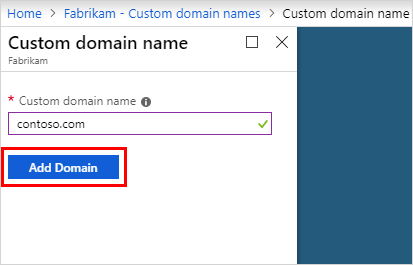 Home > Fabrikam - Custom domain names > Custom domain name
Custom domain name
Fabrikam
* Custom domain name
contoso.com
Add Domain